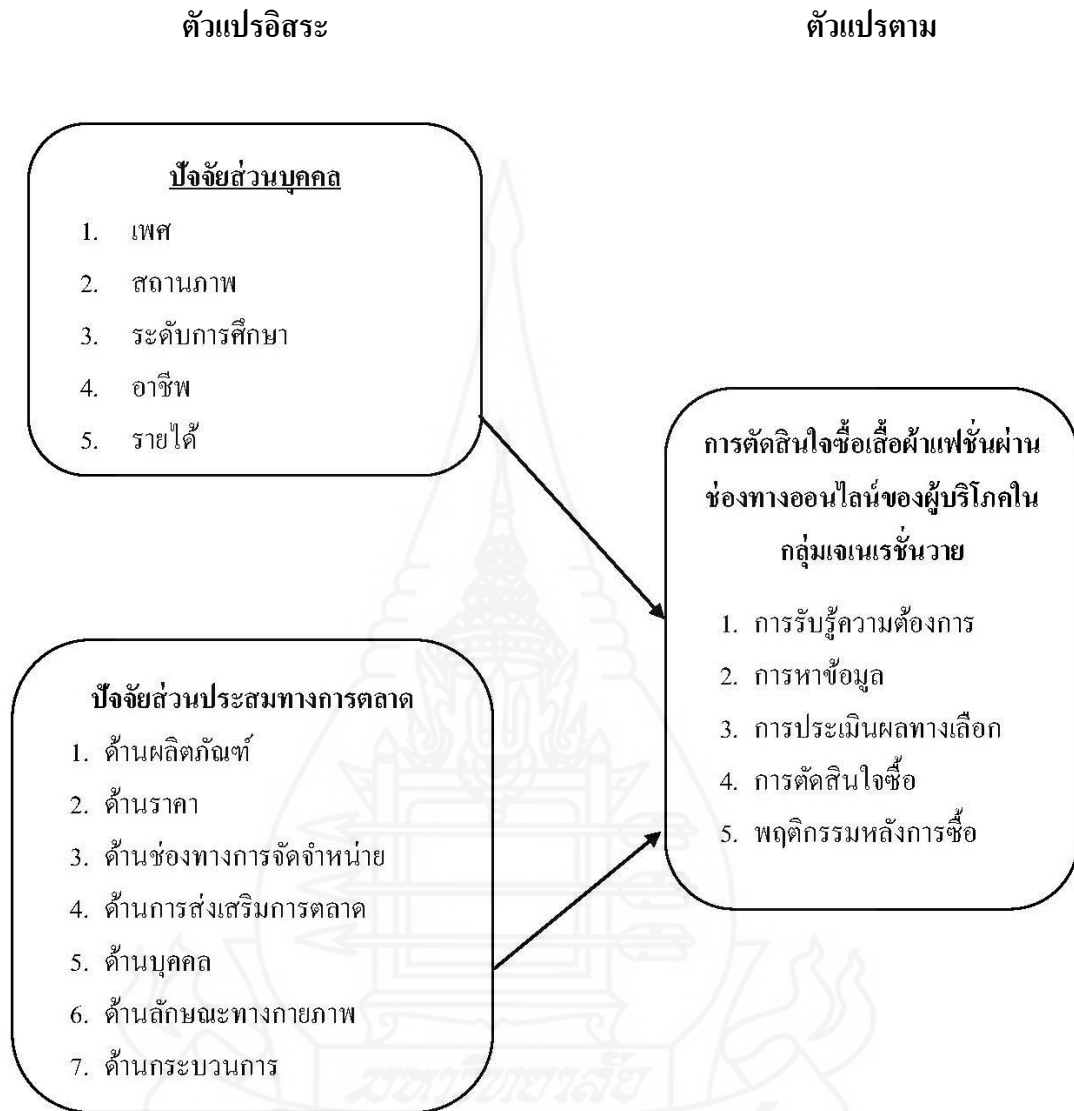 ตัวแปรอิสระ
ตัวแปรตาม
ปัจจัยส่วนบุคคล
1. เพศ
2. สถานภาพ
3. ระดับการศึกษา
4. อาชีพ
5. รายได้
ปัจจัยส่วนประสมทางการตลาด
1. ด้านผลิตภัณฑ์
2. ด้านราคา
3. ด้านช่องทางการจัดจำหน่าย
4. ด้านการส่งเสริมการตลาด
5. ด้านบุคคล
6. ด้านลักษณะทางกายภาพ
7. ด้านกระบวนการ
การตัดสินใจซื้อเสื้อผ้าแฟชั่นผ่าน
ช่องทางออนไลน์ของผู้บริโภคใน
กลุ่มเจเนเรชั่นวาย
1. การรับรู้ความต้องการ
2. การหาข้อมูล
3. การประเมินผลทางเลือก
4. การตัดสินใจซื้อ
5. พฤติกรรมหลังการซื้อ
มหาวิทยาลัย